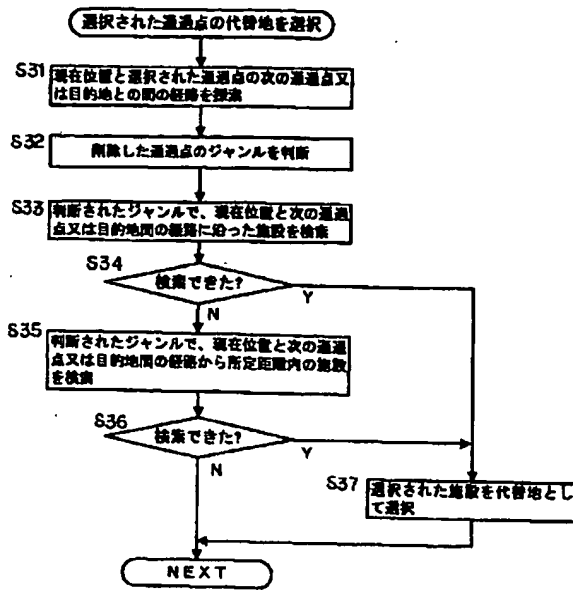 選択された通過点の代替地を選択
S31
現在位置と選択された通過点の次の通過点又
は目的地との間の経路を探索
S32
削除した通過点のジャンルを判断
S33
判断されたジャンルで、現在位置と次の通過
点又は目的地間の経路に沿った施設を検索
S34
検索できた?
Y
N
S35
判断されたジャンルで、現在位置と次の通過
点又は目的地間の経路から所定距離内の施設
を検索
S36
検索できた?
Y
N
S37
選択された施設を代替地とし
て選択
NEXT